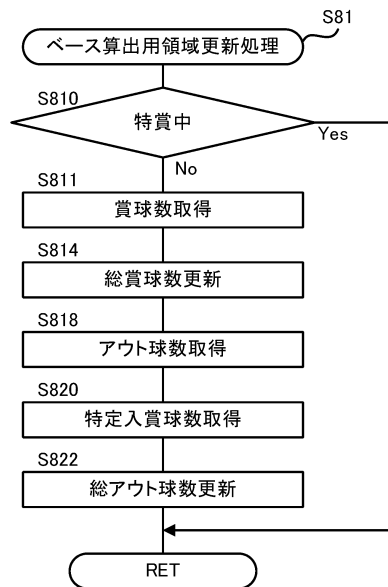 S81
ベース算出用領域更新処理
S810
特賞中
Yes
No
S811
賞球数取得
S814
総賞球数更新
S818
アウト球数取得
S820
特定入賞球数取得
S822
総アウト球数更新
RET